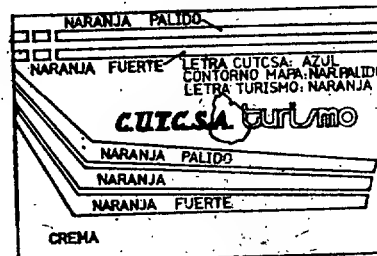 NARANJA PALIDO
NARANJA FUERTE
LETRA CUTCSA: AZUL
CONTORNO MAPA: NAR.PALIDO
LETRA TURISMO: NARANJA
C.U.T.C.S.A. turismo
NARANJA PALIDO
NARANJA
NARANJA FUERTE
CREMA